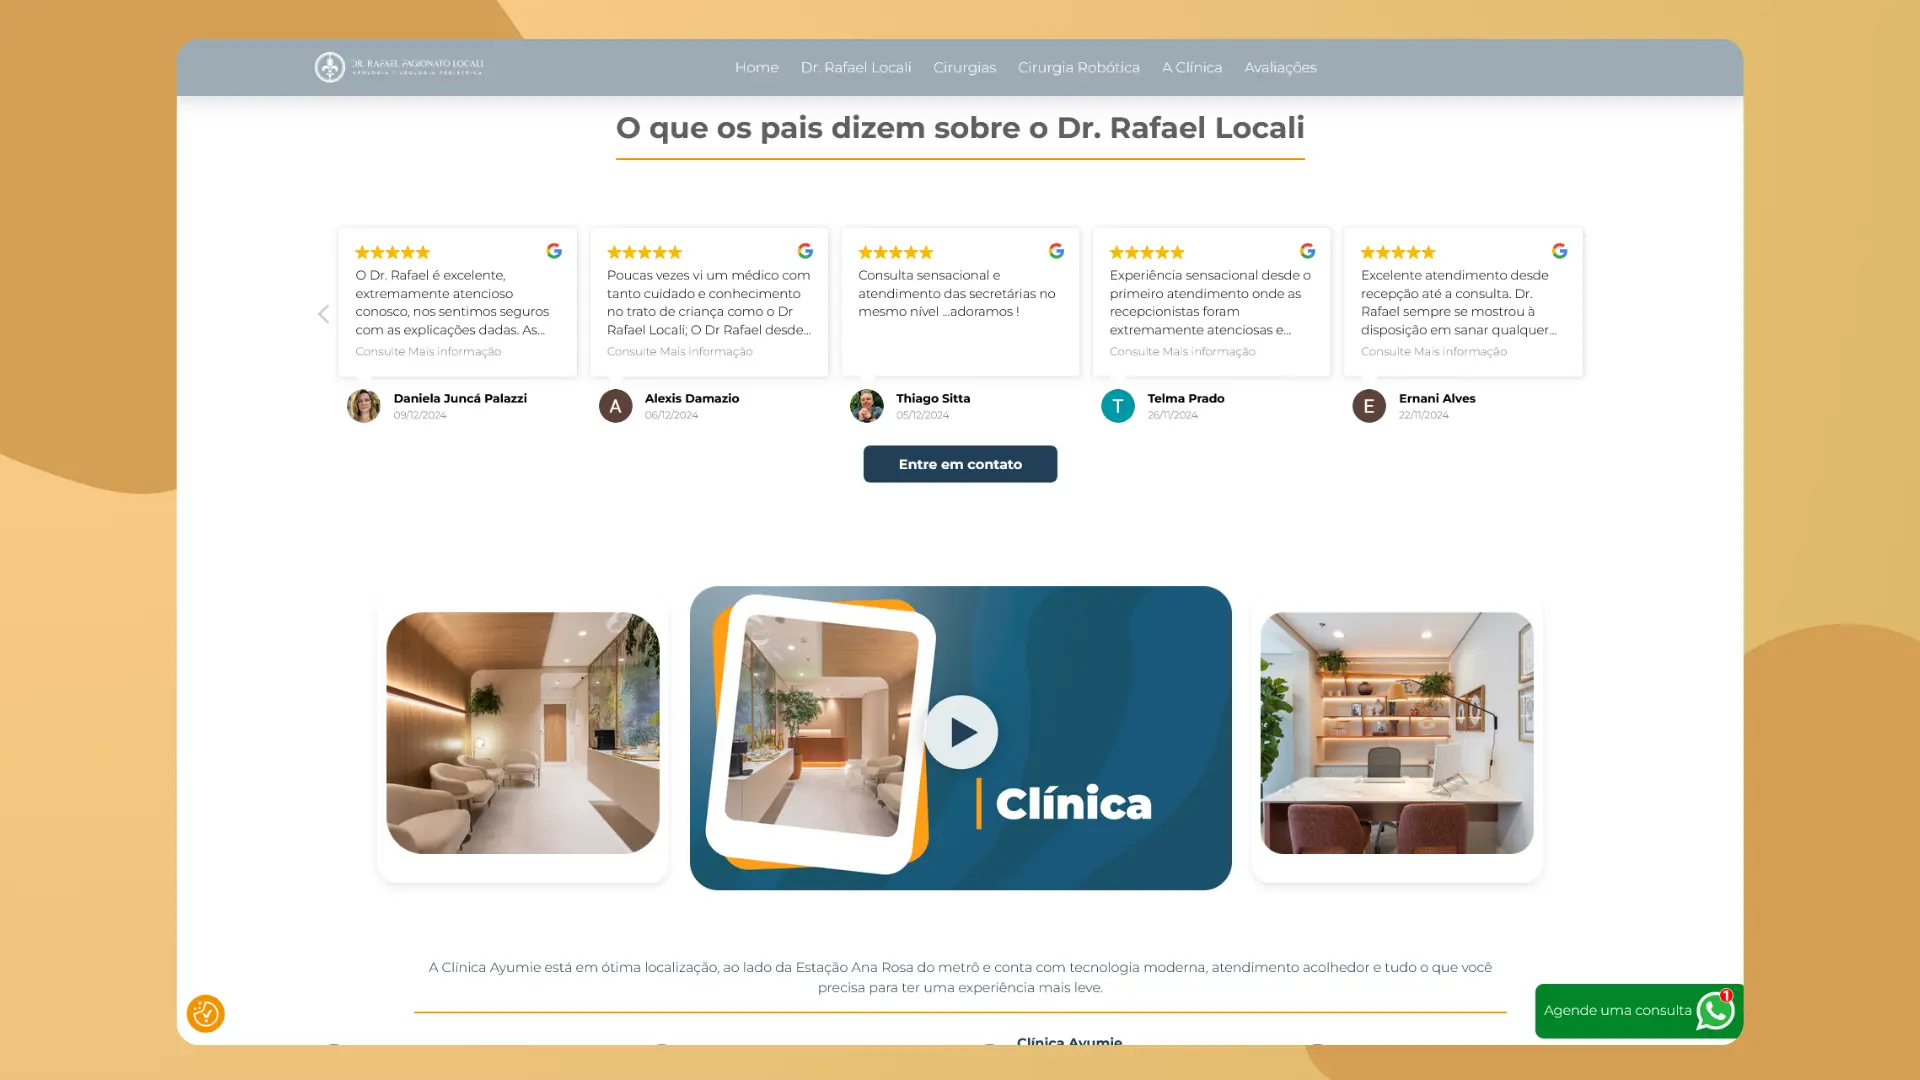 DR. RAFAEL FAGIONATO LOCALI
Home
Dr. Rafael Locali
Cirurgias
Cirurgia Robótica
A Clínica
Avaliações
O que os pais dizem sobre o Dr. Rafael Locali
O Dr. Rafael é excelente,
extremamente atencioso
conosco, nos sentimos seguros
com as explicações dadas. As...
Consulte Mais informação
Daniela Juncá Palazzi
09/12/2024
Poucas vezes vi um médico com
tanto cuidado e conhecimento
no trato de criança como o Dr
Rafael Locali; O Dr Rafael desde...
Consulte Mais informação
A
Alexis Damazio
06/12/2024
Consulta sensacional e
atendimento das secretárias no
mesmo nível ...adoramos !
Thiago Sitta
05/12/2024
Experiência sensacional desde o
primeiro atendimento onde as
recepcionistas foram
extremamente atenciosas e...
Consulte Mais informação
T
Telma Prado
26/11/2024
Excelente atendimento desde
recepção até a consulta. Dr.
Rafael sempre se mostrou à
disposição em sanar qualquer...
Consulte Mais informação
E
Ernani Alves
22/11/2024
Entre em contato
Clínica
A Clínica Ayumie está em ótima localização, ao lado da Estação Ana Rosa do metrô e conta com tecnologia moderna, atendimento acolhedor e tudo o que você
precisa para ter uma experiência mais leve.
Clínica Ayumie
Agende uma consulta
1